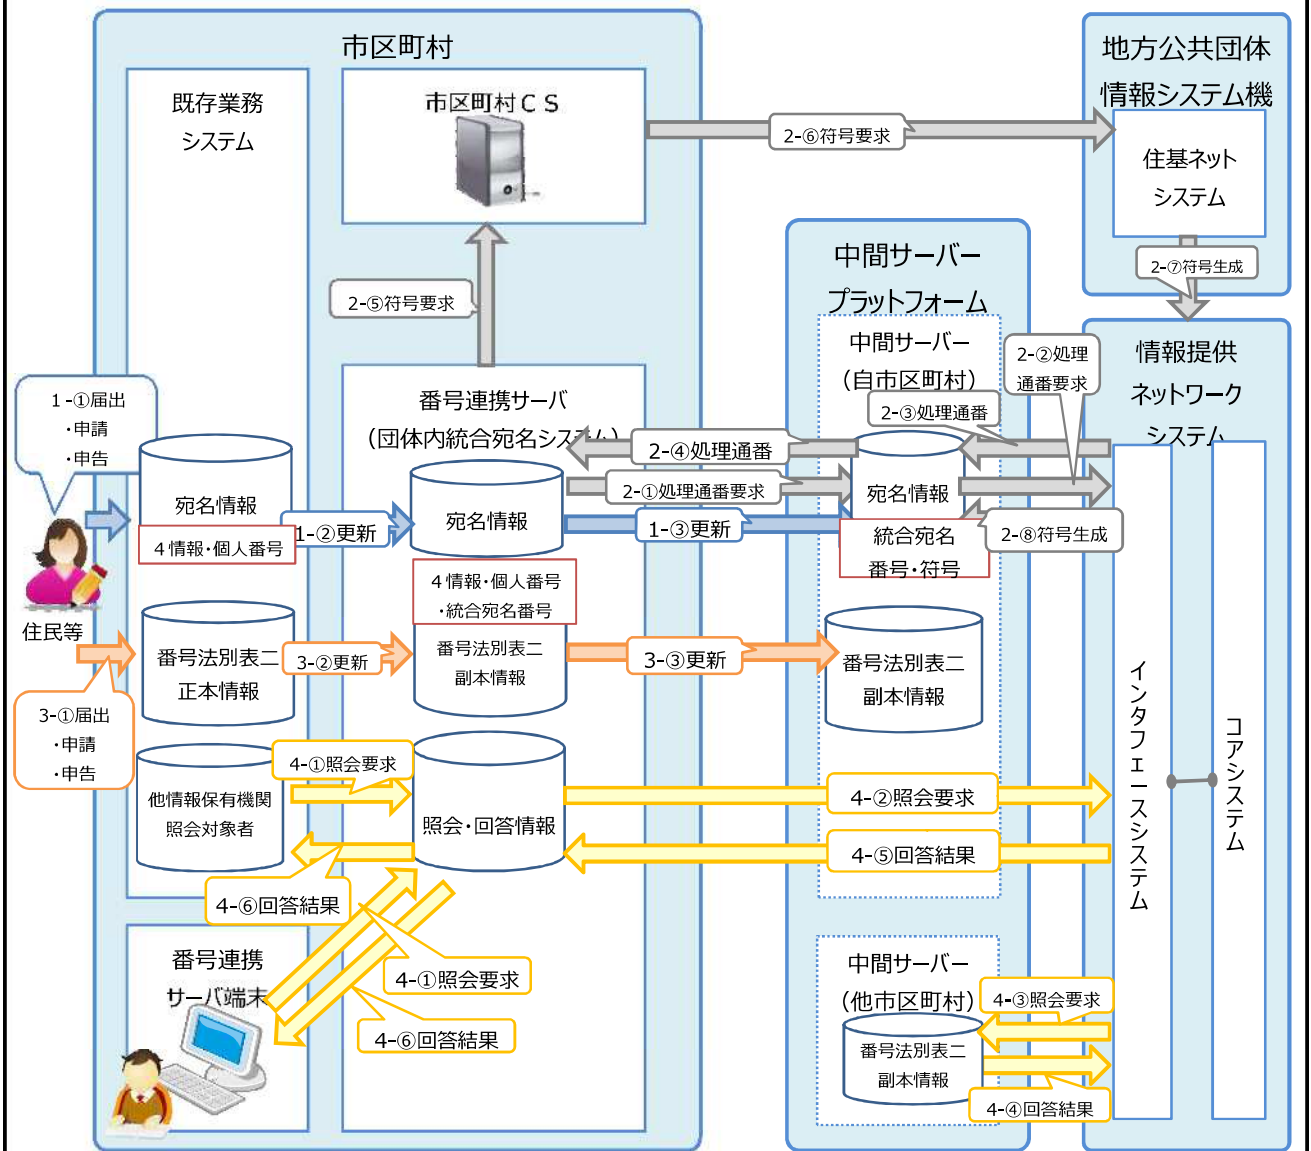 市区町村
既存業務
システム
市区町村ＣＳ
地方公共団体
情報システム機
住基ネット
システム
2-⑥符号要求
2-⑦符号生成
2-⑤符号要求
中間サーバー
プラットフォーム
中間サーバー
（自市区町村）
2-②処理
通番要求
情報提供
ネットワーク
システム
1-①届出
・申請
・申告
番号連携サーバ
（団体内統合宛名システム）
2-③処理通番
2-④処理通番
2-①処理通番要求
宛名情報
4情報・個人番号
1-②更新
宛名情報
4情報・個人番号
・統合宛名番号
1-③更新
宛名情報
統合宛名
番号・符号
2-⑧符号生成
住民等
番号法別表二
正本情報
3-②更新
番号法別表二
副本情報
3-③更新
番号法別表二
副本情報
3-①届出
・申請
・申告
インタフェースシステム
コアシステム
他情報保有機関
照会対象者
4-①照会要求
照会・回答情報
4-②照会要求
4-⑤回答結果
4-⑥回答結果
番号連携
サーバ端末
4-①照会要求
4-⑥回答結果
中間サーバー
（他市区町村）
4-③照会要求
番号法別表二
副本情報
4-④回答結果